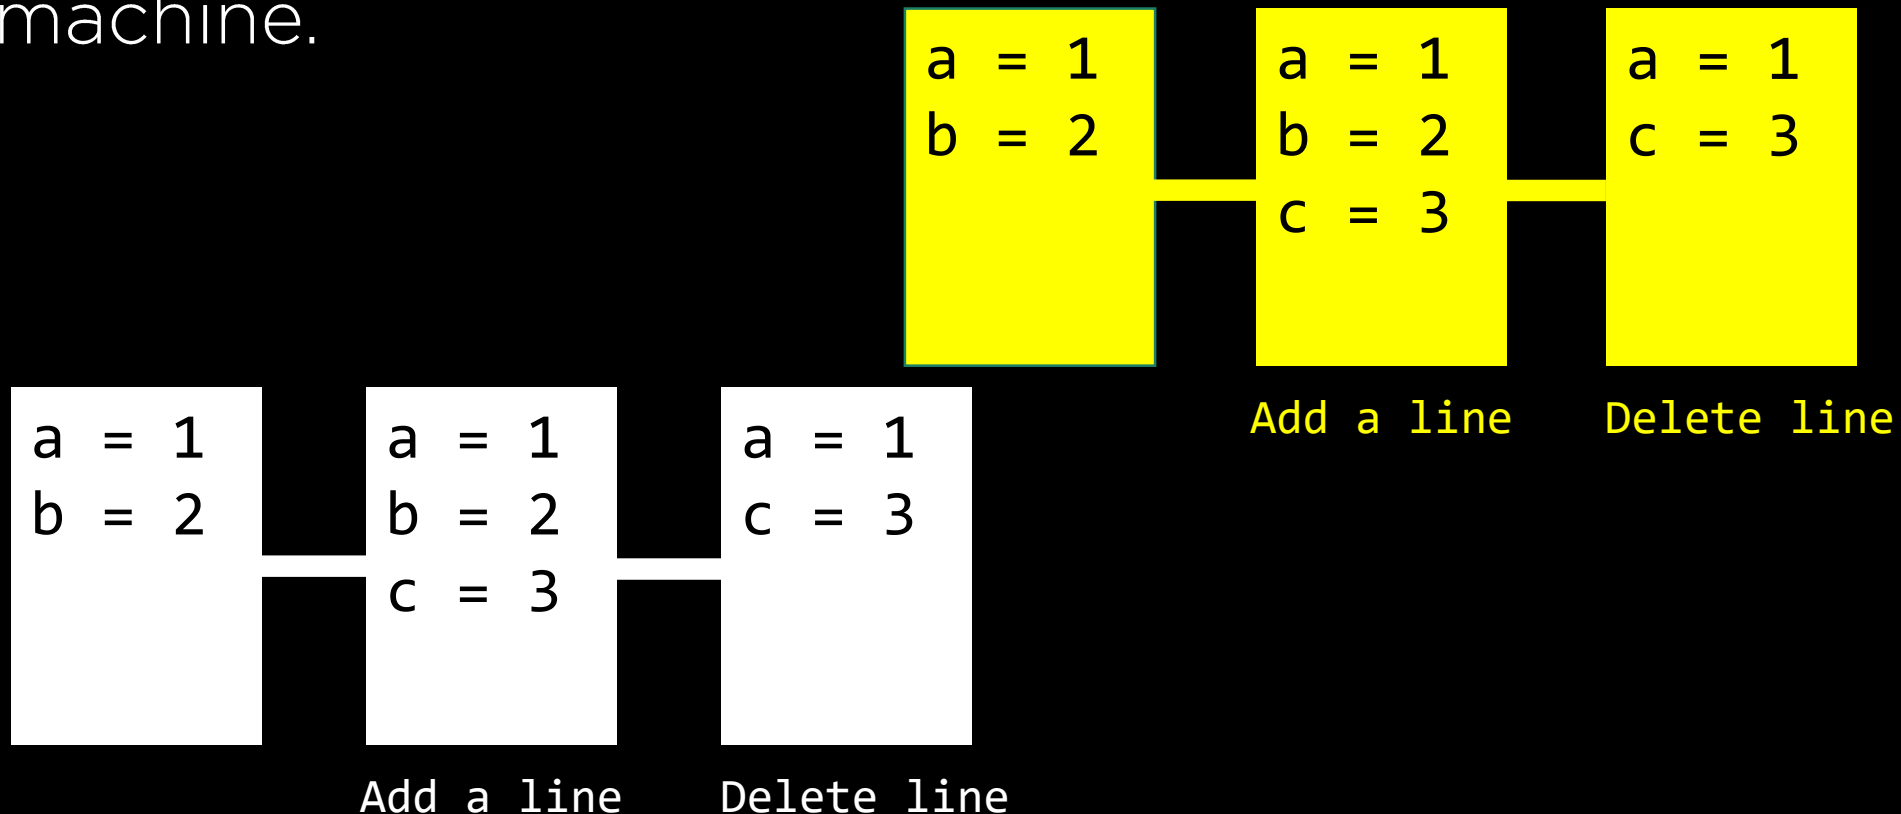 machine.
a = 1
b = 2
a = 1
b = 2
c = 3
a = 1
c = 3
Add a line
Delete line
a = 1
b = 2
a = 1
b = 2
c = 3
a = 1
c = 3
Add a line
Delete line